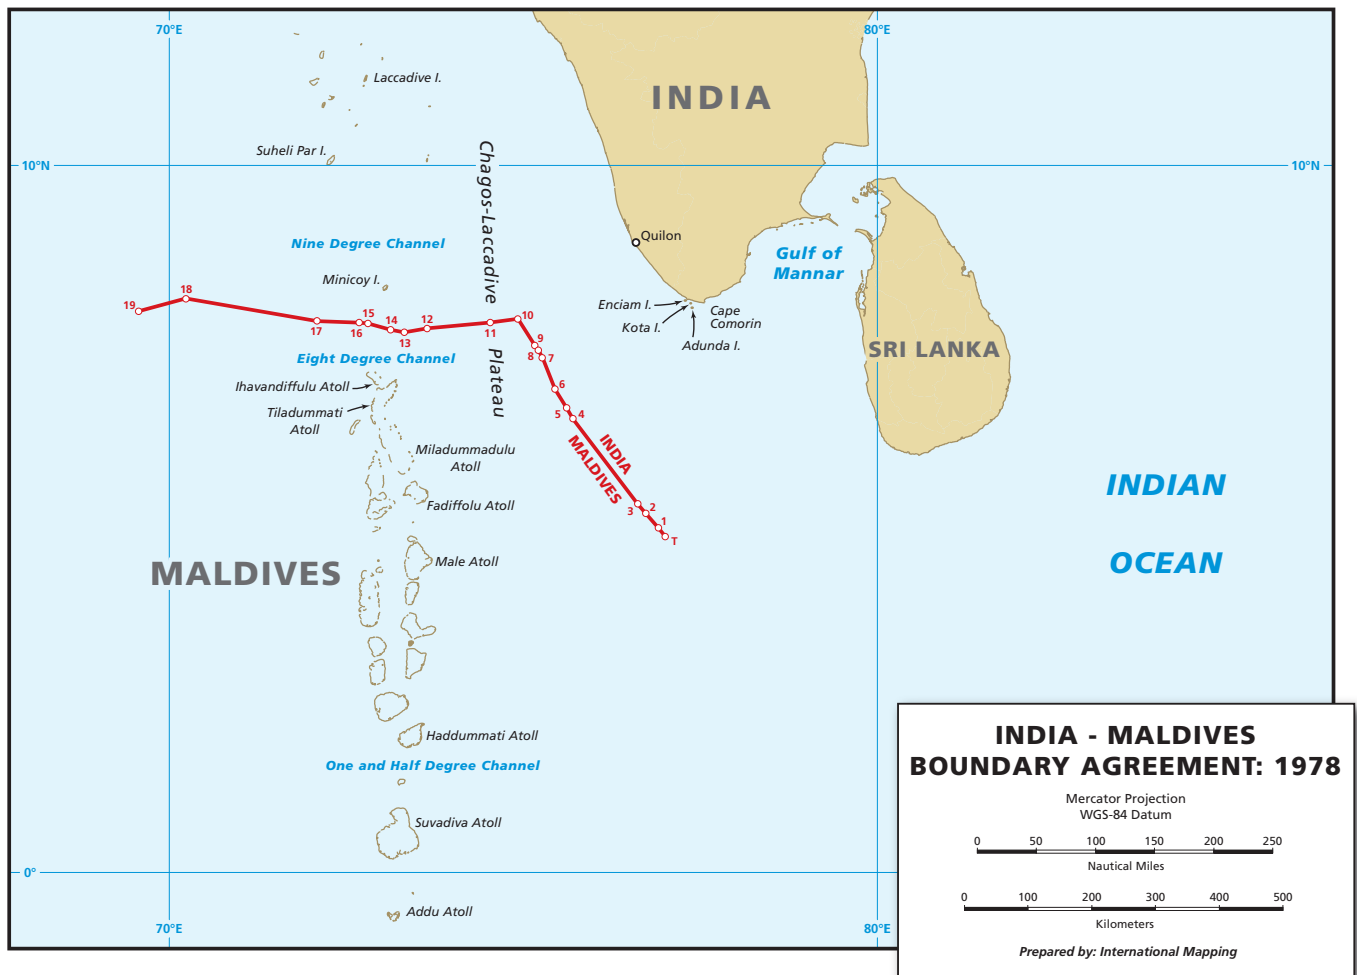 70°E
80°E
Laccadive I.
INDIA
Suheli Par I.
10°N
10°N
Chagos-Laccadive
Plateau
Quilon
Nine Degree Channel
Gulf of
Mannar
Minicoy I.
Enciam I.
Kota I.
Cape
Comorin
Adunda I.
SRI LANKA
19
18
17
16
15
14
13
12
11
10
9
8
7
6
5
4
3
2
1
T
INDIA
MALDIVES
Eight Degree Channel
Ihavandiffulu Atoll
Tiladummati
Atoll
Miladummadulu
Atoll
Fadiffolu Atoll
INDIAN
OCEAN
Male Atoll
MALDIVES
Haddummati Atoll
One and Half Degree Channel
Suvadiva Atoll
0°
Addu Atoll
70°E
80°E
INDIA - MALDIVES
BOUNDARY AGREEMENT: 1978
Mercator Projection
WGS-84 Datum
0 50 100 150 200 250
Nautical Miles
0 100 200 300 400 500
Kilometers
Prepared by: International Mapping